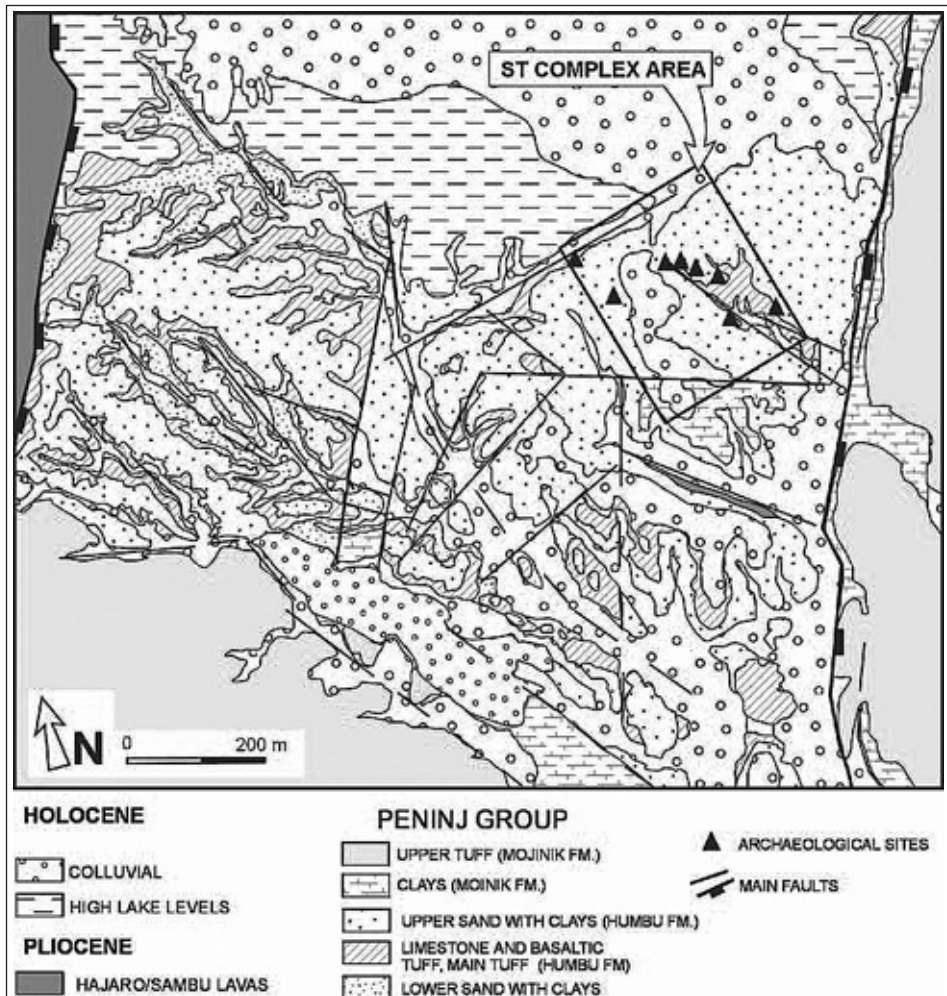 ST COMPLEX AREA
N
0 200 m
HOLOCENE
COLLUVIAL
HIGH LAKE LEVELS
PLIOCENE
HAJARO/SAMBU LAVAS
PENINJ GROUP
UPPER TUFF (MOJINIK FM.)
CLAYS (MOINIK FM.)
UPPER SAND WITH CLAYS (HUMBU FM.)
LIMESTONE AND BASALTIC
TUFF, MAIN TUFF (HUMBU FM)
LOWER SAND WITH CLAYS
ARCHAEOLOGICAL SITES
MAIN FAULTS